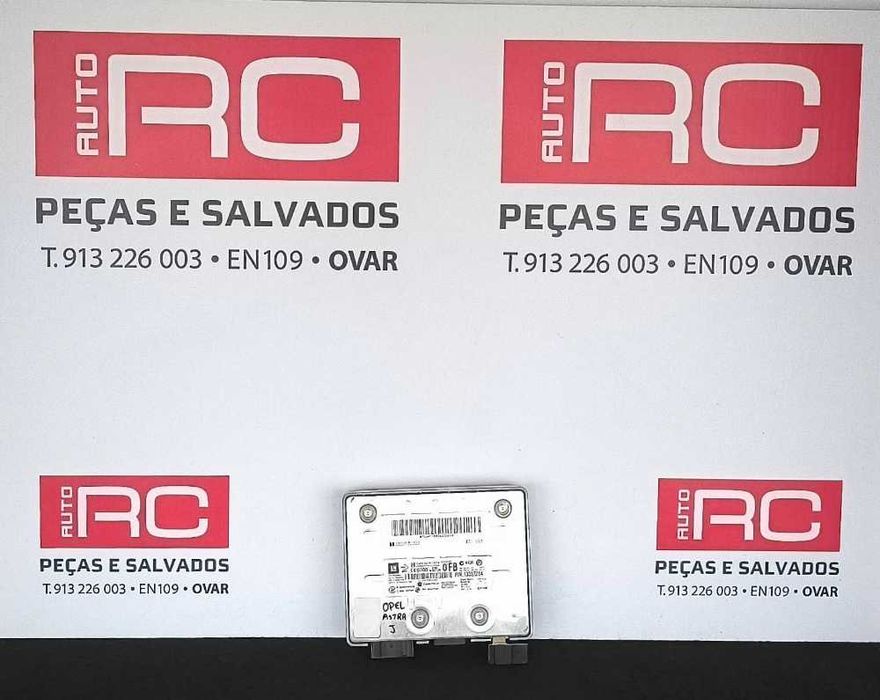 AUTO RC
PEÇAS E SALVADOS
T. 913 226 003 • EN109 • OVAR
AUTO RC
PEÇAS E SALVADOS
T. 913 226 003 • EN109 • OVAR
AUTO RC
PEÇAS E SALVADOS
T. 913 226 003 • EN109 • OVAR
OFB
OPEL
ASTRA
J
AUTO RC
PEÇAS E SALVADOS
T. 913 226 003 • EN109 • OVAR